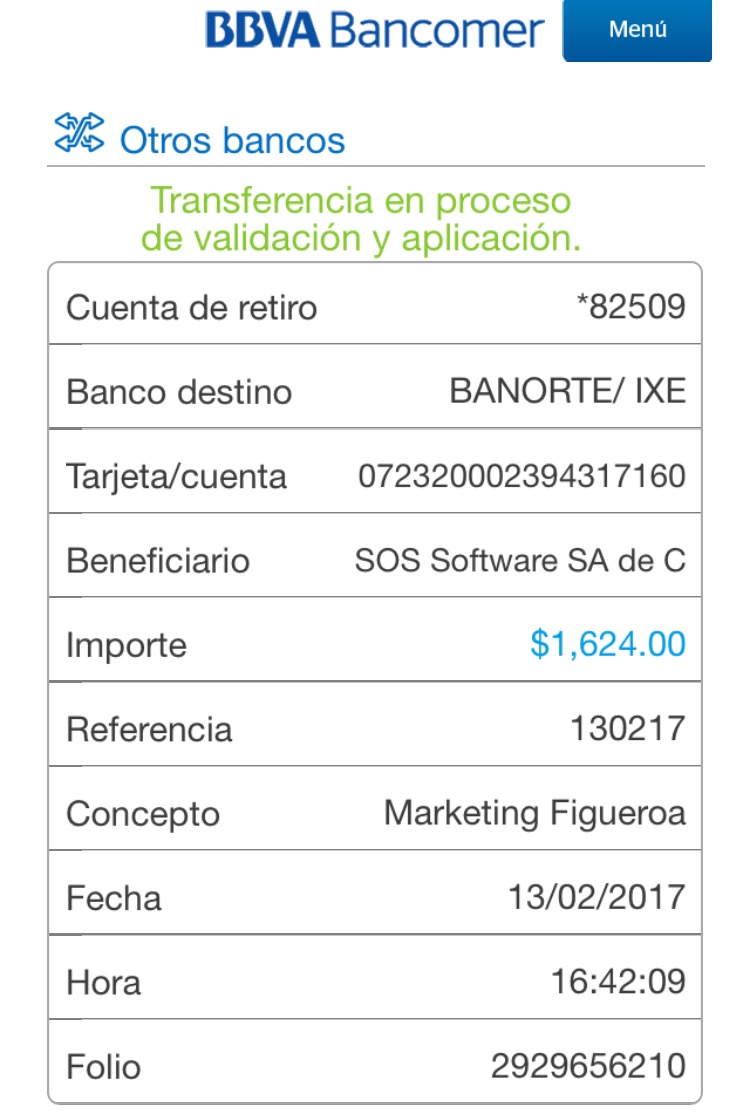 BBVA Bancomer Menú
Otros bancos
Transferencia en proceso
de validación y aplicación.
Cuenta de retiro *82509
Banco destino BANORTE/ IXE
Tarjeta/cuenta 072320002394317160
Beneficiario SOS Software SA de C
Importe $1,624.00
Referencia 130217
Concepto Marketing Figueroa
Fecha 13/02/2017
Hora 16:42:09
Folio 2929656210